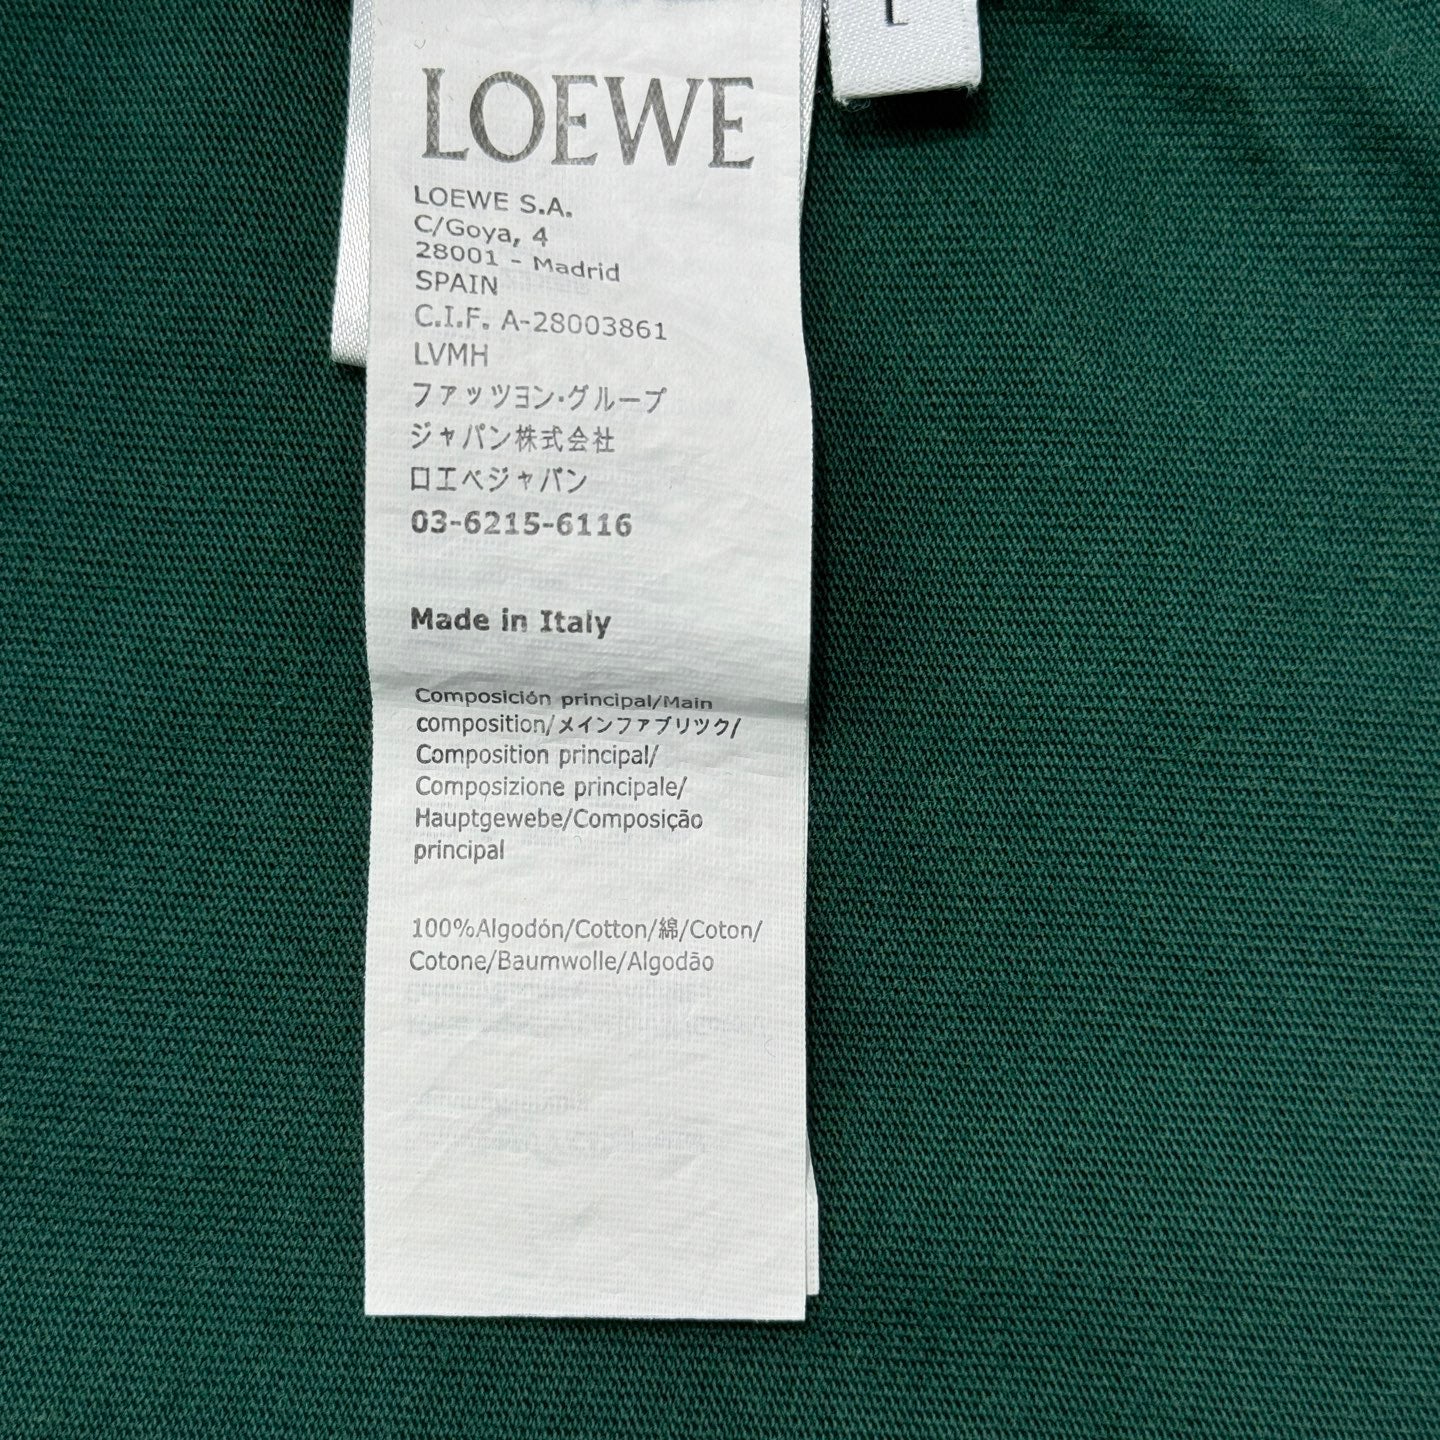 L
LOEWE
LOEWE S.A.
C/Goya, 4
28001 - Madrid
SPAIN
C.I.F. A-28003861
LVMH
ファッツヨン・グループ
ジャパン株式会社
ロエベジャパン
03-6215-6116
Made in Italy
Composición principal/Main
composition/メインファブリツク/
Composition principal/
Composizione principale/
Hauptgewebe/Composição
principal
100%Algodón/Cotton/綿/Coton/
Cotone/Baumwolle/Algodão